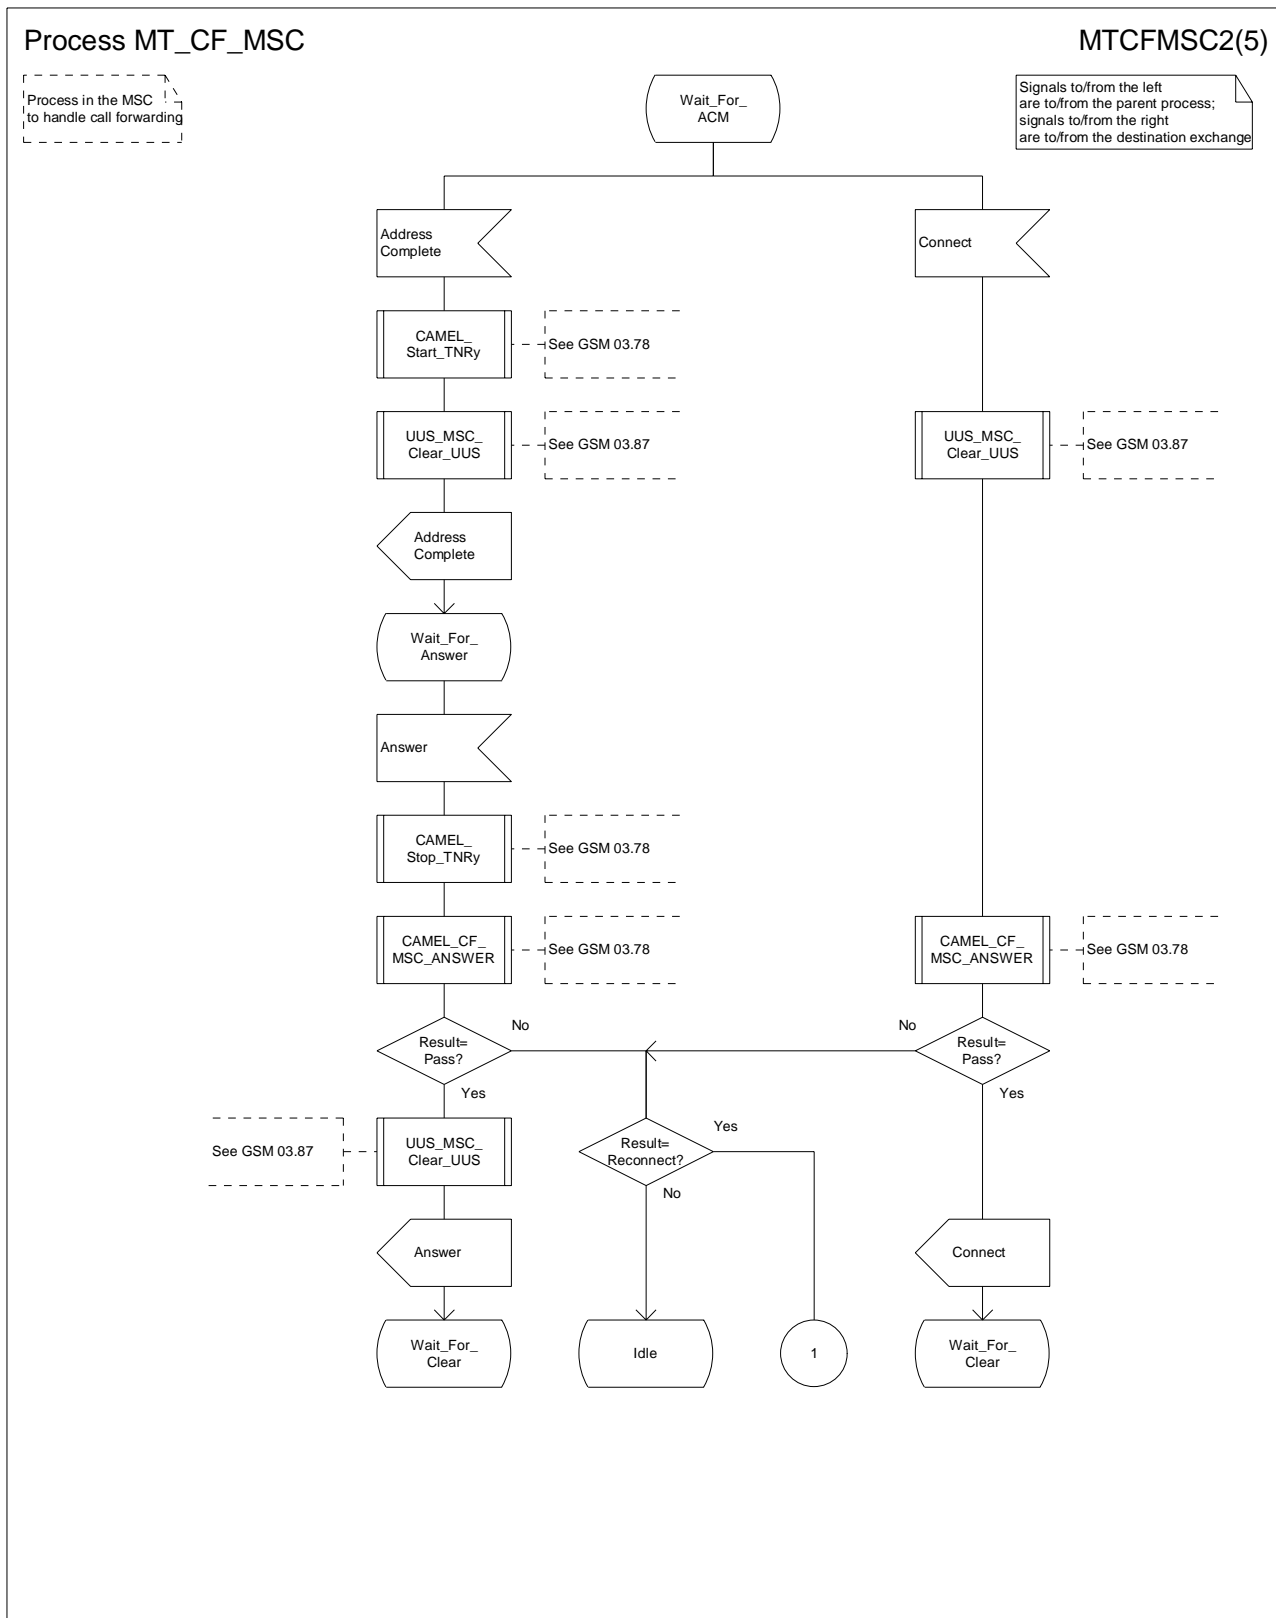 Process MT_CF_MSC
MTCFMSC2(5)
Process in the MSC
to handle call forwarding
Signals to/from the left
are to/from the parent process;
signals to/from the right
are to/from the destination exchange
Wait_For_
ACM
Address
Complete
Connect
CAMEL_
Start_TNRy
See GSM 03.78
UUS_MSC_
Clear_UUS
See GSM 03.87
UUS_MSC_
Clear_UUS
See GSM 03.87
Address
Complete
Wait_For_
Answer
Answer
CAMEL_
Stop_TNRy
See GSM 03.78
CAMEL_CF_
MSC_ANSWER
See GSM 03.78
CAMEL_CF_
MSC_ANSWER
See GSM 03.78
No
No
Result=
Pass?
Result=
Pass?
Yes
Yes
See GSM 03.87
UUS_MSC_
Clear_UUS
Result=
Reconnect?
Yes
No
Answer
Connect
Wait_For_
Clear
Idle
1
Wait_For_
Clear